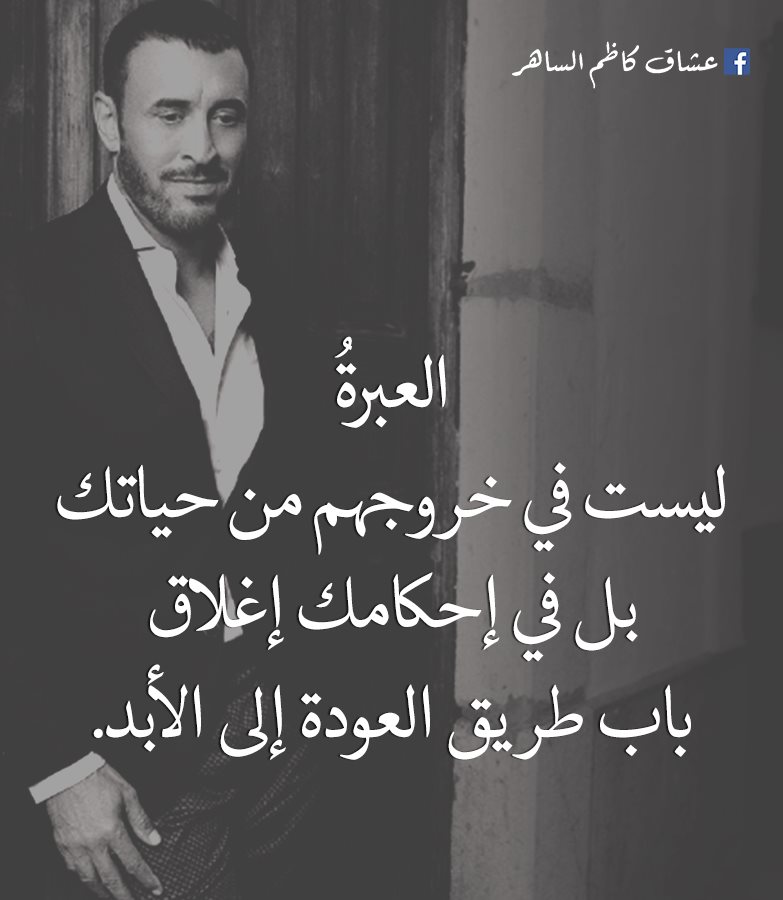 عشاق كاظم الساهر
العبرةُ
ليست في خروجهم من حياتك
بل في إحكامك إغلاق
باب طريق العودة إلى الأبد.